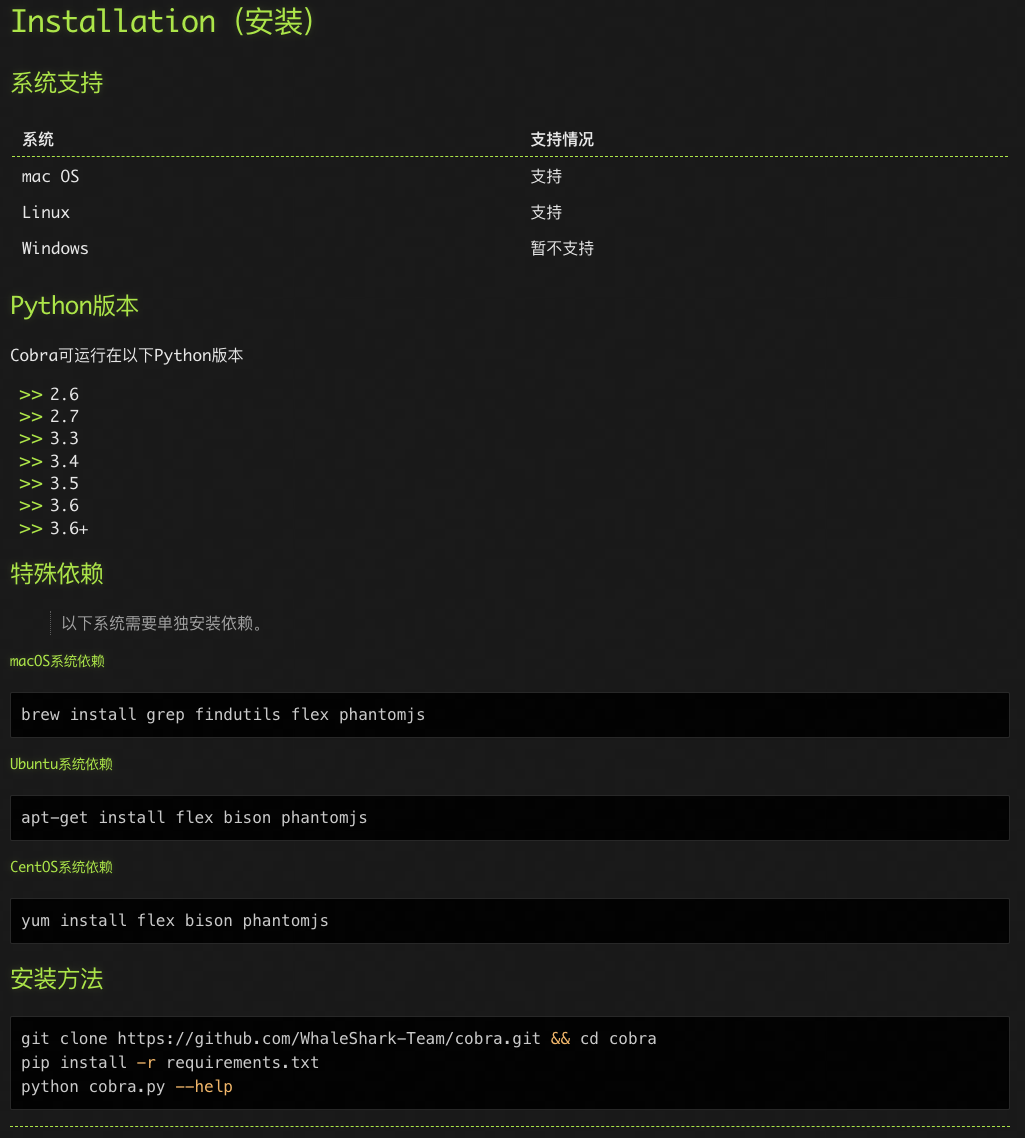 Installation（安装）
系统支持
系统 支持情况
mac OS 支持
Linux 支持
Windows 暂不支持
Python版本
Cobra可运行在以下Python版本
>> 2.6
>> 2.7
>> 3.3
>> 3.4
>> 3.5
>> 3.6
>> 3.6+
特殊依赖
以下系统需要单独安装依赖。
macOS系统依赖
brew install grep findutils flex phantomjs
Ubuntu系统依赖
apt-get install flex bison phantomjs
CentOS系统依赖
yum install flex bison phantomjs
安装方法
git clone https://github.com/WhaleShark-Team/cobra.git && cd cobra
pip install -r requirements.txt
python cobra.py --help